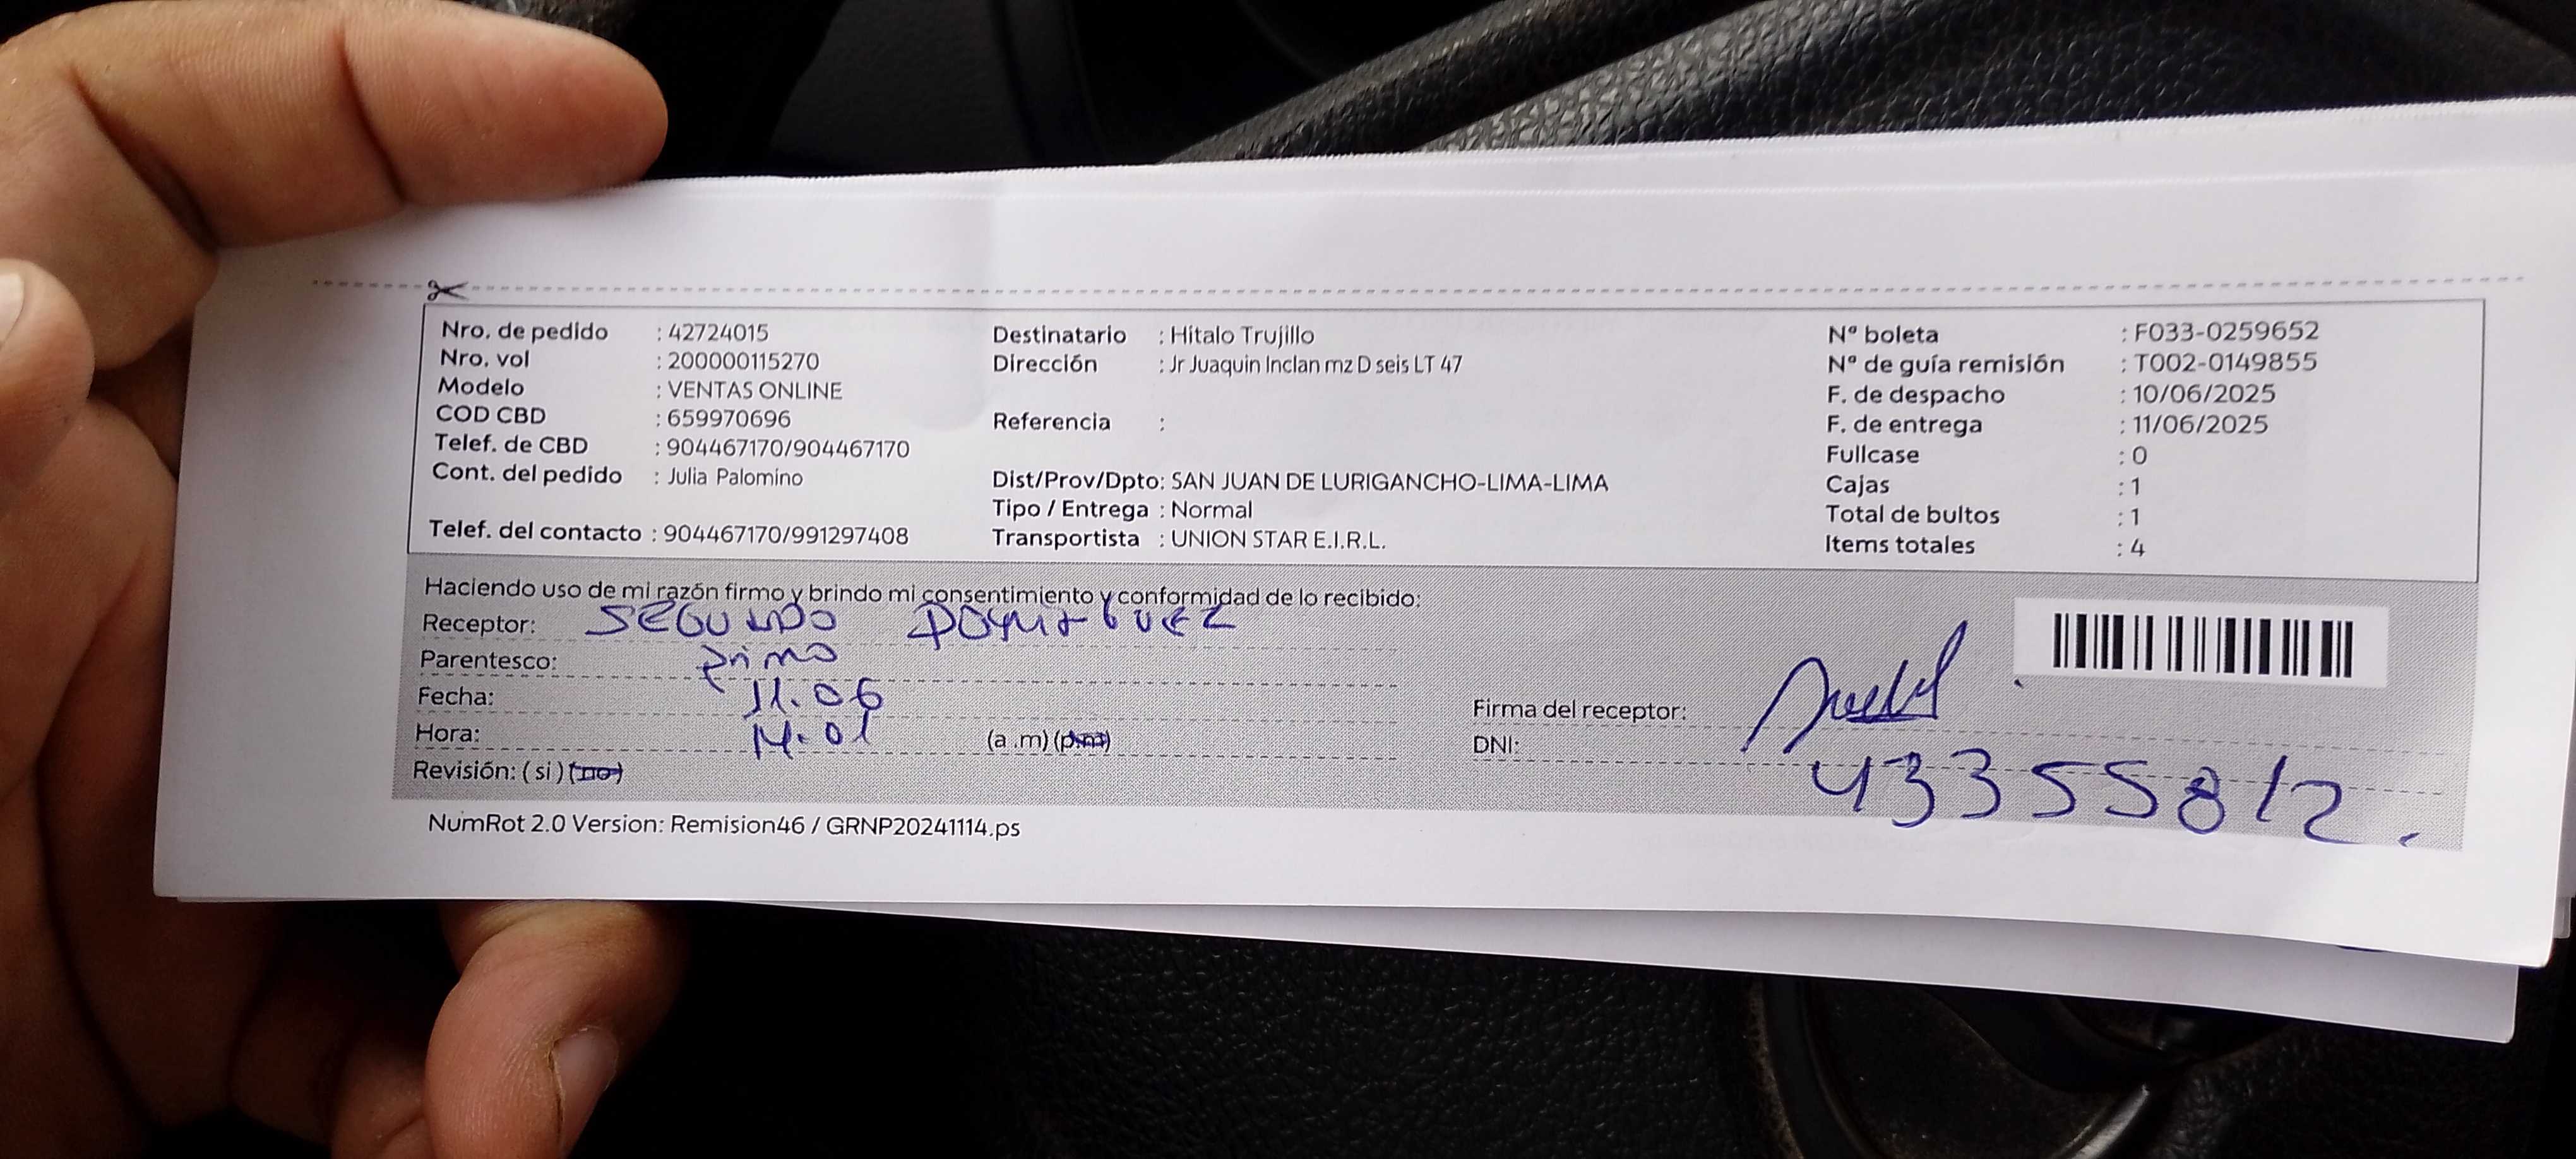 Nro. de pedido : 42724015
Nro. vol : 200000115270
Modelo : VENTAS ONLINE
COD CBD : 659970696
Telef. de CBD : 904467170/904467170
Cont. del pedido : Julia Palomino
Telef. del contacto : 904467170/991297408
Destinatario : Hitalo Trujillo
Dirección : Jr Juaquin Inclan mz D seis LT 47
Referencia :
Dist/Prov/Dpto: SAN JUAN DE LURIGANCHO-LIMA-LIMA
Tipo / Entrega : Normal
Transportista : UNION STAR E.I.R.L.
Nª boleta : F033-0259652
Nª de guía remisión : T002-0149855
F. de despacho : 10/06/2025
F. de entrega : 11/06/2025
Fullcase : 0
Cajas : 1
Total de bultos : 1
Items totales : 4
Haciendo uso de mi razón firmo y brindo mi consentimiento y conformidad de lo recibido:
Receptor: SEGUNDO
Parentesco: primo
Fecha: 11.06
Hora: 14.01 (a .m) (p.m)
Revisión: ( si ) (no)
Firma del receptor:
DNI: 43355812.
NumRot 2.0 Version: Remision46 / GRNP20241114.ps